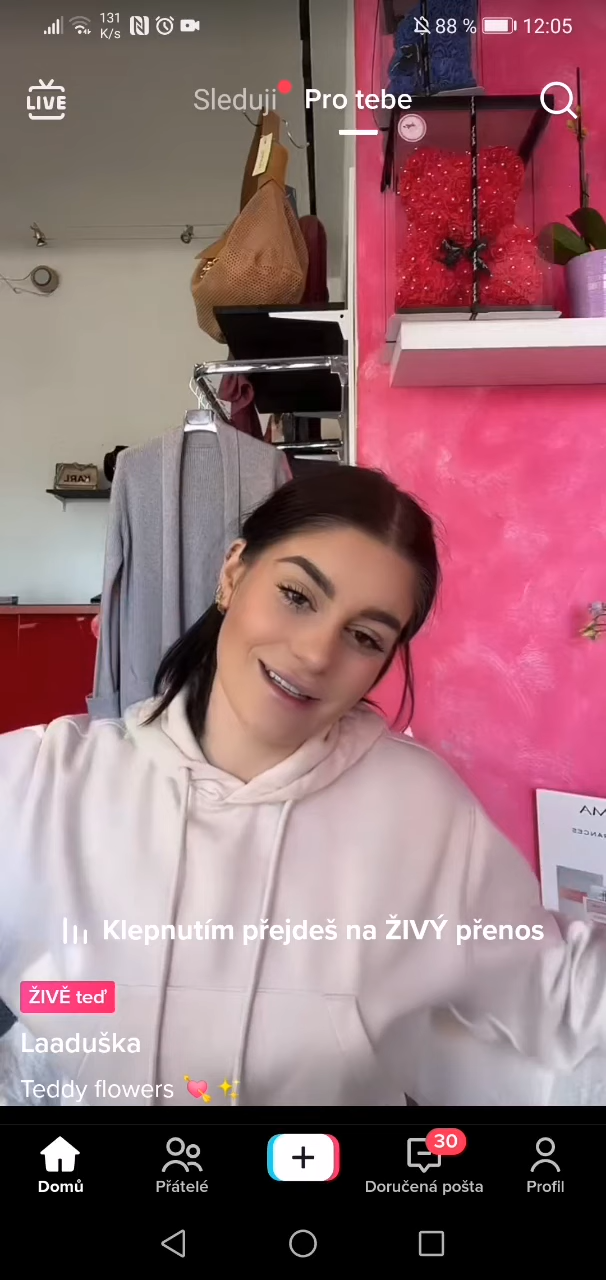 131
K/s
88 %
12:05
LIVE
Sleduji
Pro tebe
KARL
Klepnutím přejdeš na ŽIVÝ přenos
ŽIVĚ teď
Laaduška
Teddy flowers 💘 ✨
30
Domů
Přátelé
Doručená pošta
Profil